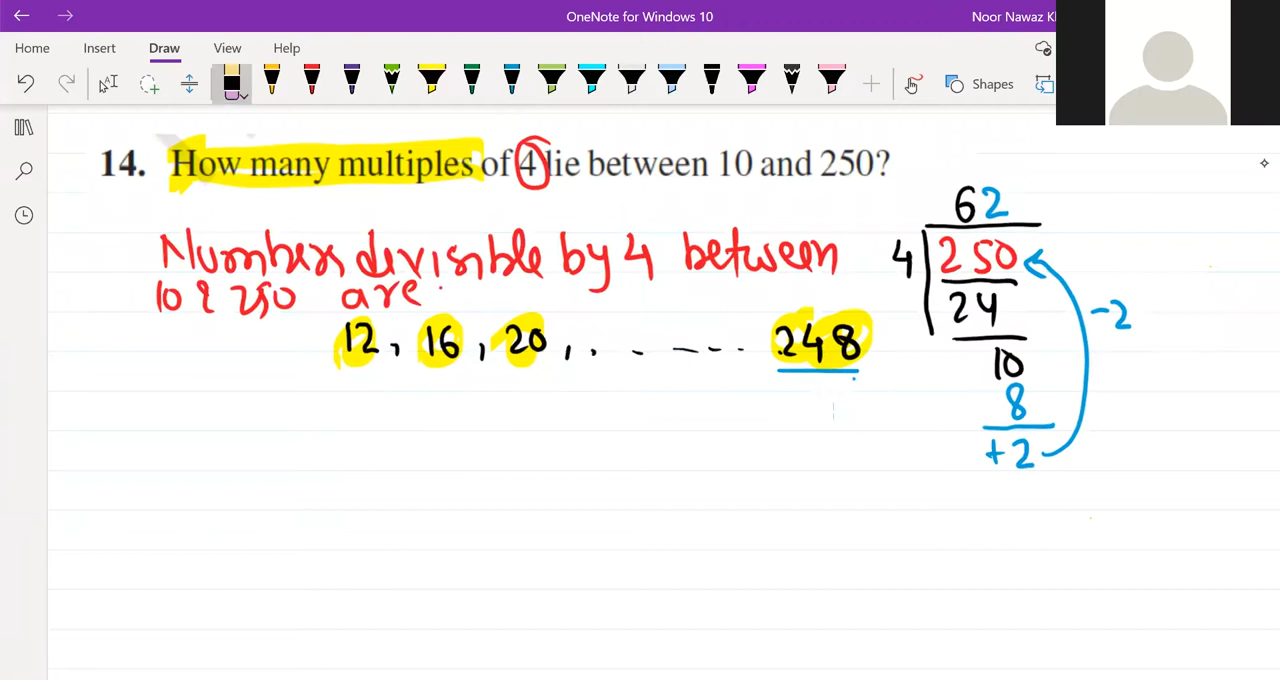 OneNote for Windows 10
Noor Nawaz Kh
Home Insert Draw View Help
Shapes
14. How many multiples of 4 lie between 10 and 250?
Numbers divisible by 4 between
10 & 250 are
12, 16, 20, . . . . . . 248
62
4 250
24
10
8
+2
-2